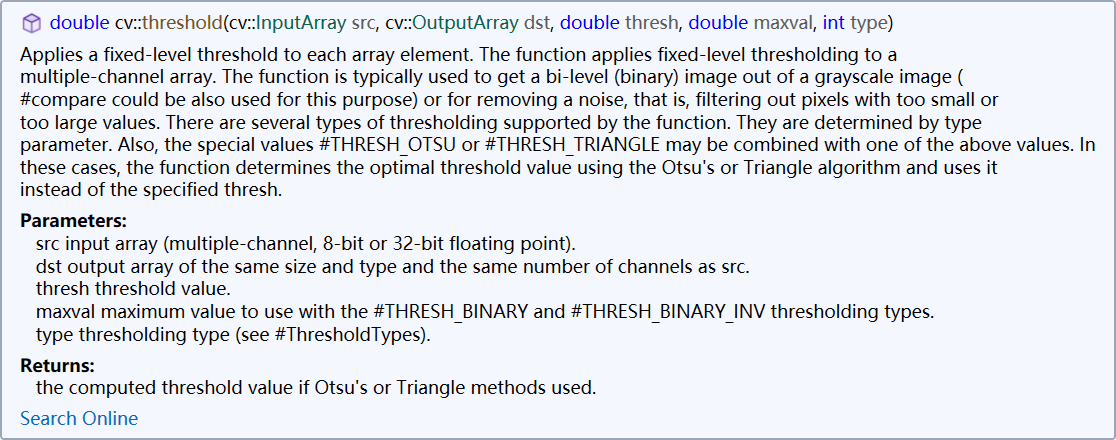 double cv::threshold(cv::InputArray src, cv::OutputArray dst, double thresh, double maxval, int type)
Applies a fixed-level threshold to each array element. The function applies fixed-level thresholding to a
multiple-channel array. The function is typically used to get a bi-level (binary) image out of a grayscale image (
#compare could be also used for this purpose) or for removing a noise, that is, filtering out pixels with too small or
too large values. There are several types of thresholding supported by the function. They are determined by type
parameter. Also, the special values #THRESH_OTSU or #THRESH_TRIANGLE may be combined with one of the above values. In
these cases, the function determines the optimal threshold value using the Otsu's or Triangle algorithm and uses it
instead of the specified thresh.
Parameters:
src input array (multiple-channel, 8-bit or 32-bit floating point).
dst output array of the same size and type and the same number of channels as src.
thresh threshold value.
maxval maximum value to use with the #THRESH_BINARY and #THRESH_BINARY_INV thresholding types.
type thresholding type (see #ThresholdTypes).
Returns:
the computed threshold value if Otsu's or Triangle methods used.
Search Online